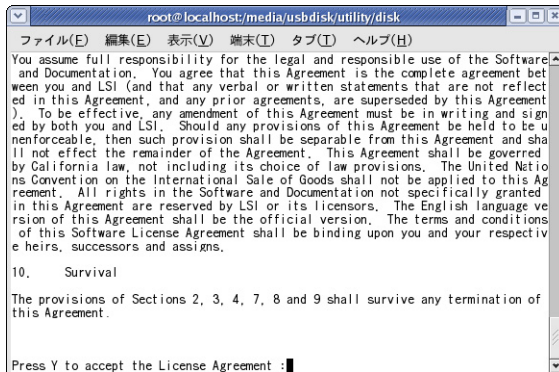 root@localhost:/media/usbdisk/utility/disk
ファイル(F) 編集(E) 表示(V) 端末(T) タブ(T) ヘルプ(H)
You assume full responsibility for the legal and responsible use of the Software
 and Documentation.  You agree that this Agreement is the complete agreement bet
ween you and LSI (and that any verbal or written statements that are not reflect
ed in this Agreement, and any prior agreements, are superseded by this Agreement
).  To be effective, any amendment of this Agreement must be in writing and sign
ed by both you and LSI.  Should any provisions of this Agreement be held to be u
nenforceable, then such provision shall be separable from this Agreement and sha
ll not effect the remainder of the Agreement.  This Agreement shall be governed
by California law, not including its choice of law provisions.  The United Natio
ns Convention on the International Sale of Goods shall not be applied to this Ag
reement.  All rights in the Software and Documentation not specifically granted
in this Agreement are reserved by LSI or its licensors.  The English language ve
rsion of this Agreement shall be the official version.  The terms and conditions
 of this Software License Agreement shall be binding upon you and your respectiv
e heirs, successors and assigns.
10.    Survival
The provisions of Sections 2, 3, 4, 7, 8 and 9 shall survive any termination of
this Agreement.
Press Y to accept the License Agreement :